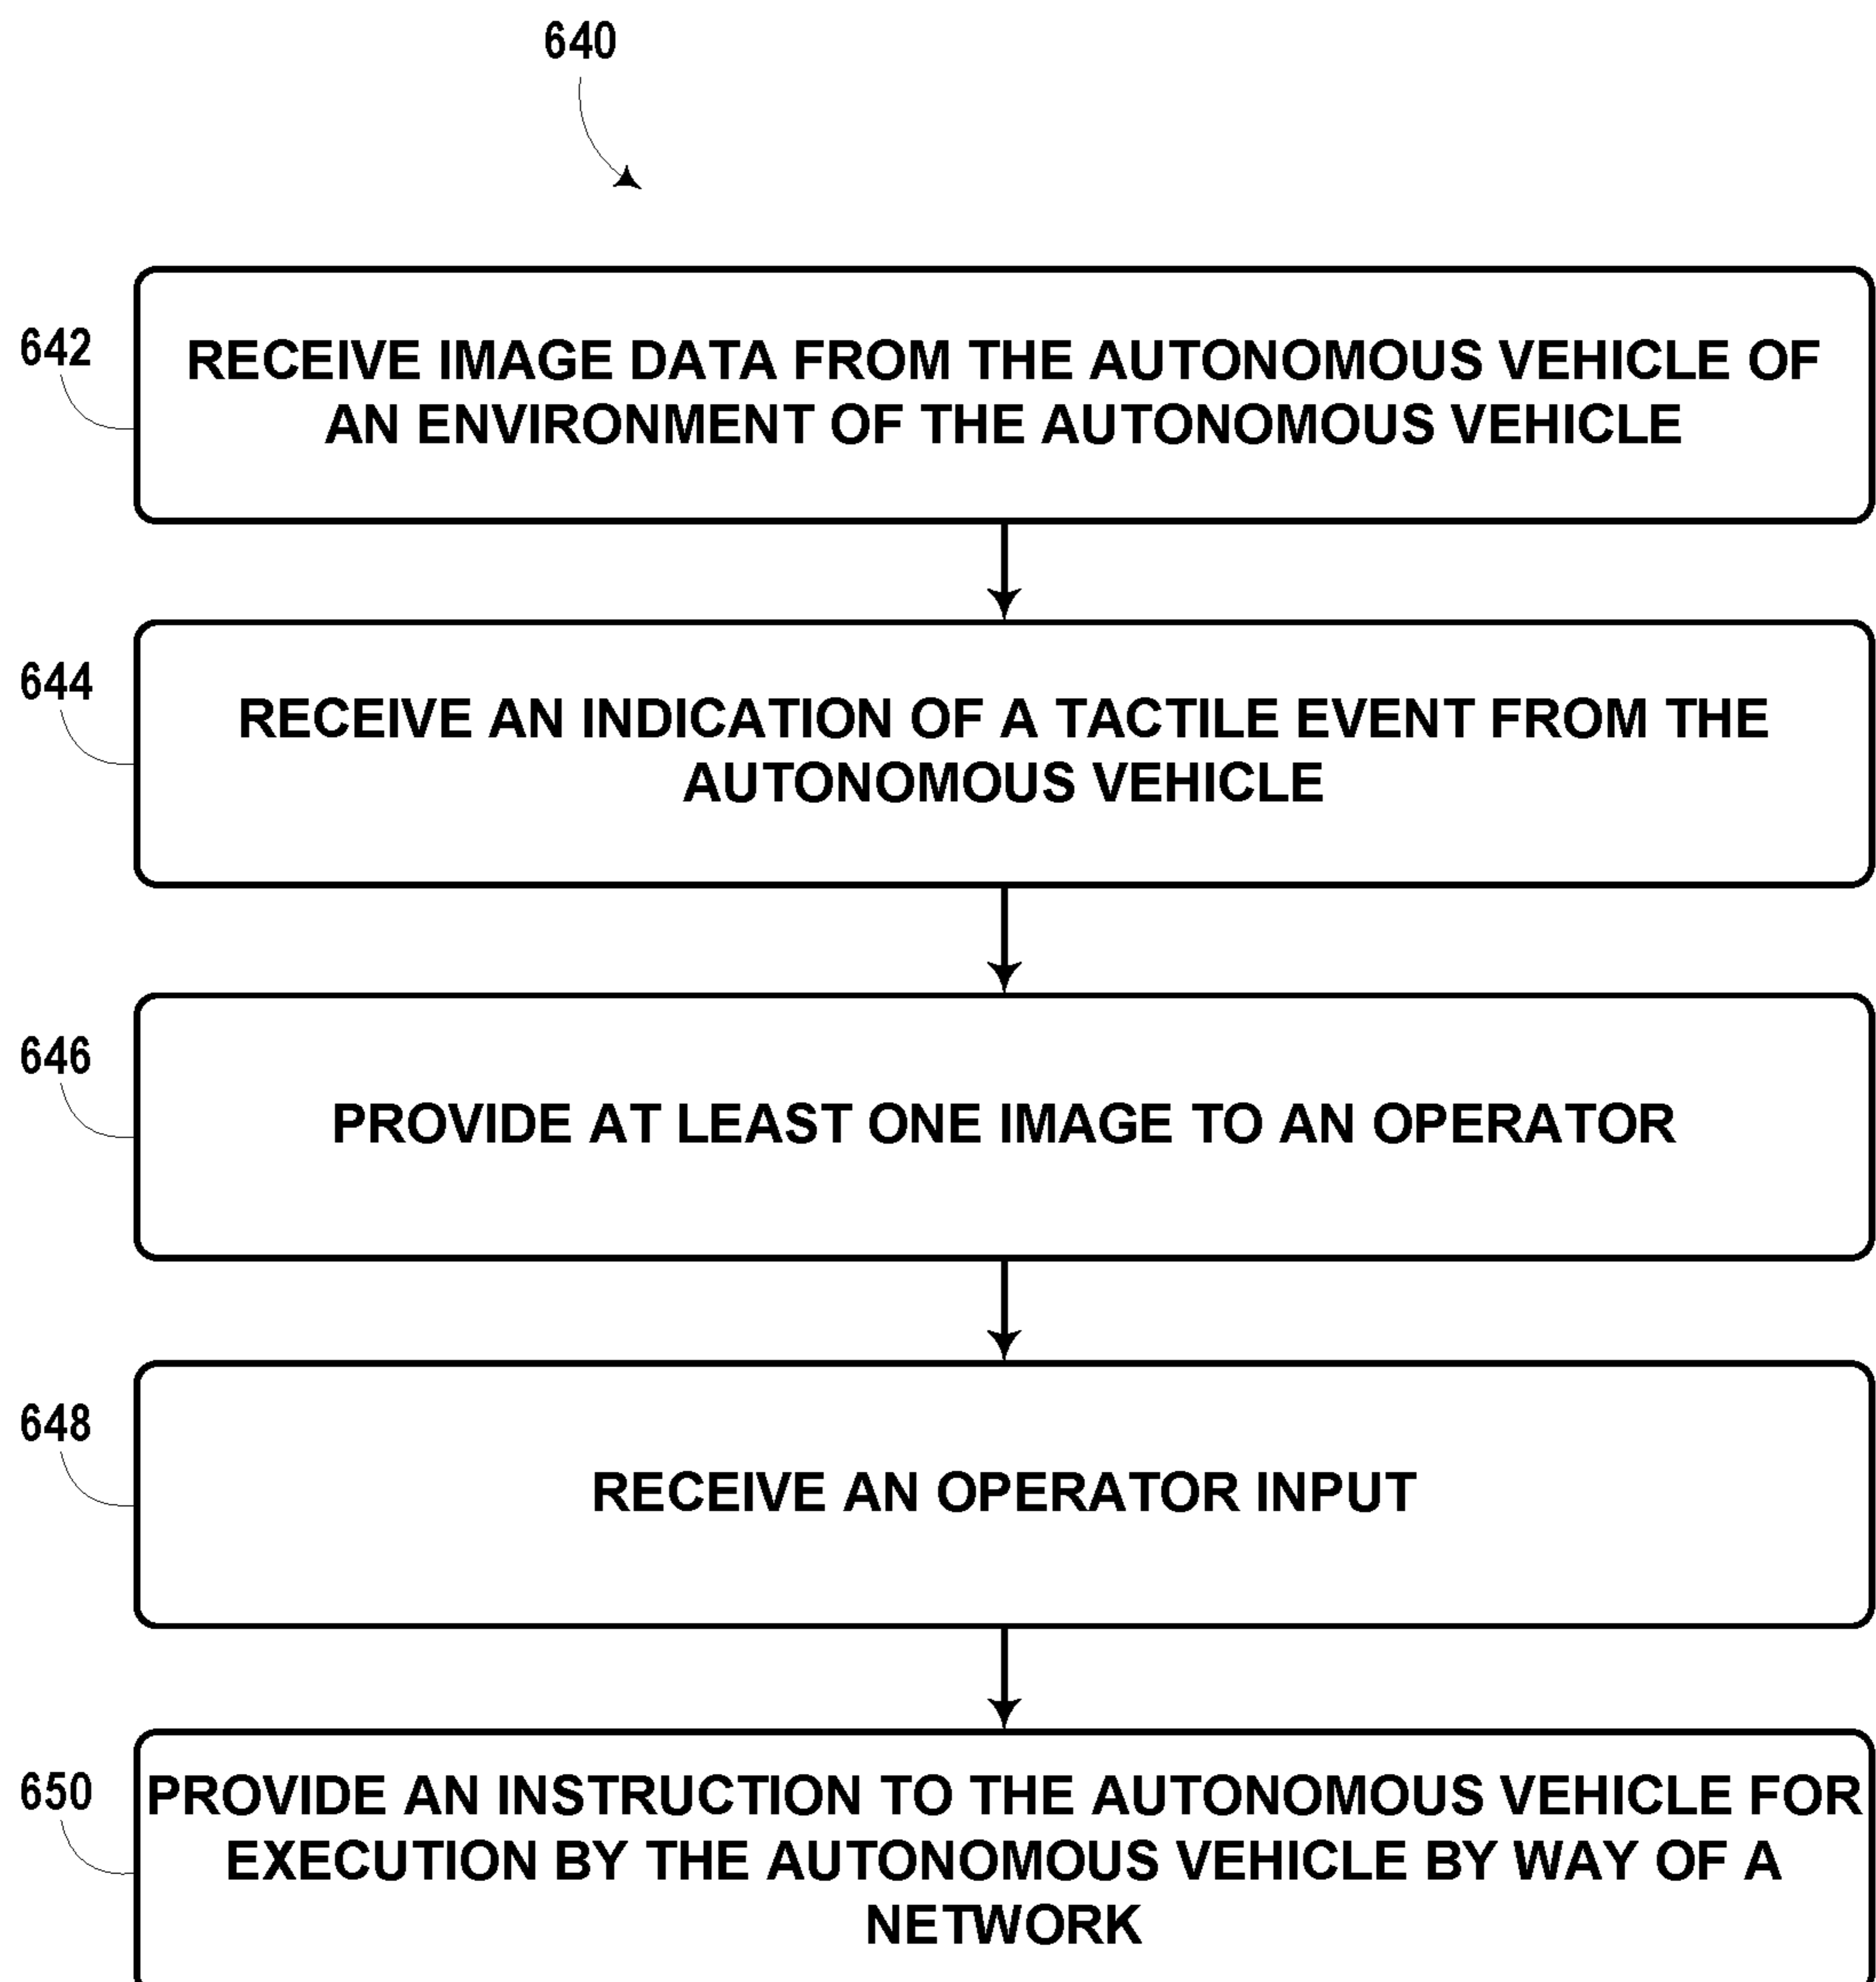 640
642
RECEIVE IMAGE DATA FROM THE AUTONOMOUS VEHICLE OF
AN ENVIRONMENT OF THE AUTONOMOUS VEHICLE
644
RECEIVE AN INDICATION OF A TACTILE EVENT FROM THE
AUTONOMOUS VEHICLE
646
PROVIDE AT LEAST ONE IMAGE TO AN OPERATOR
648
RECEIVE AN OPERATOR INPUT
650
PROVIDE AN INSTRUCTION TO THE AUTONOMOUS VEHICLE FOR
EXECUTION BY THE AUTONOMOUS VEHICLE BY WAY OF A
NETWORK